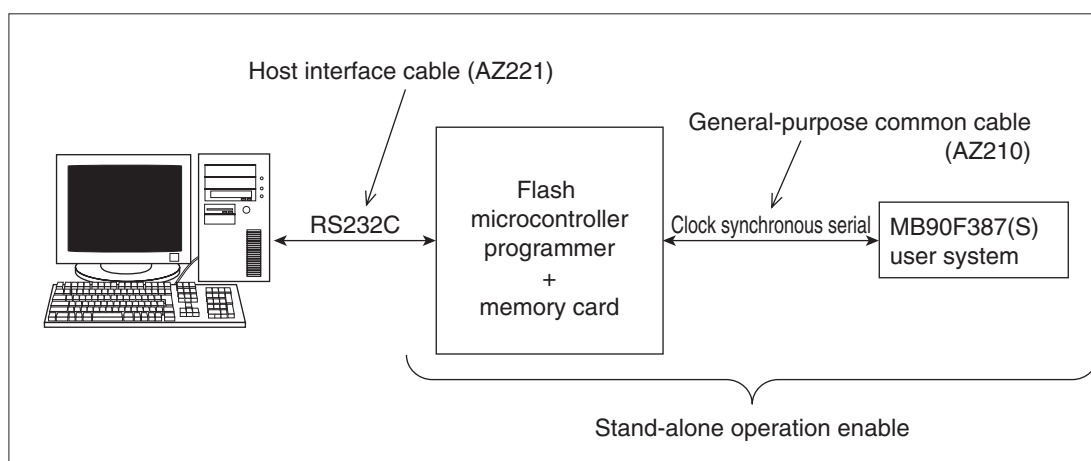 Host interface cable (AZ221)
General-purpose common cable
(AZ210)
RS232C
Flash
microcontroller
programmer
+
memory card
Clock synchronous serial
MB90F387(S)
user system
Stand-alone operation enable